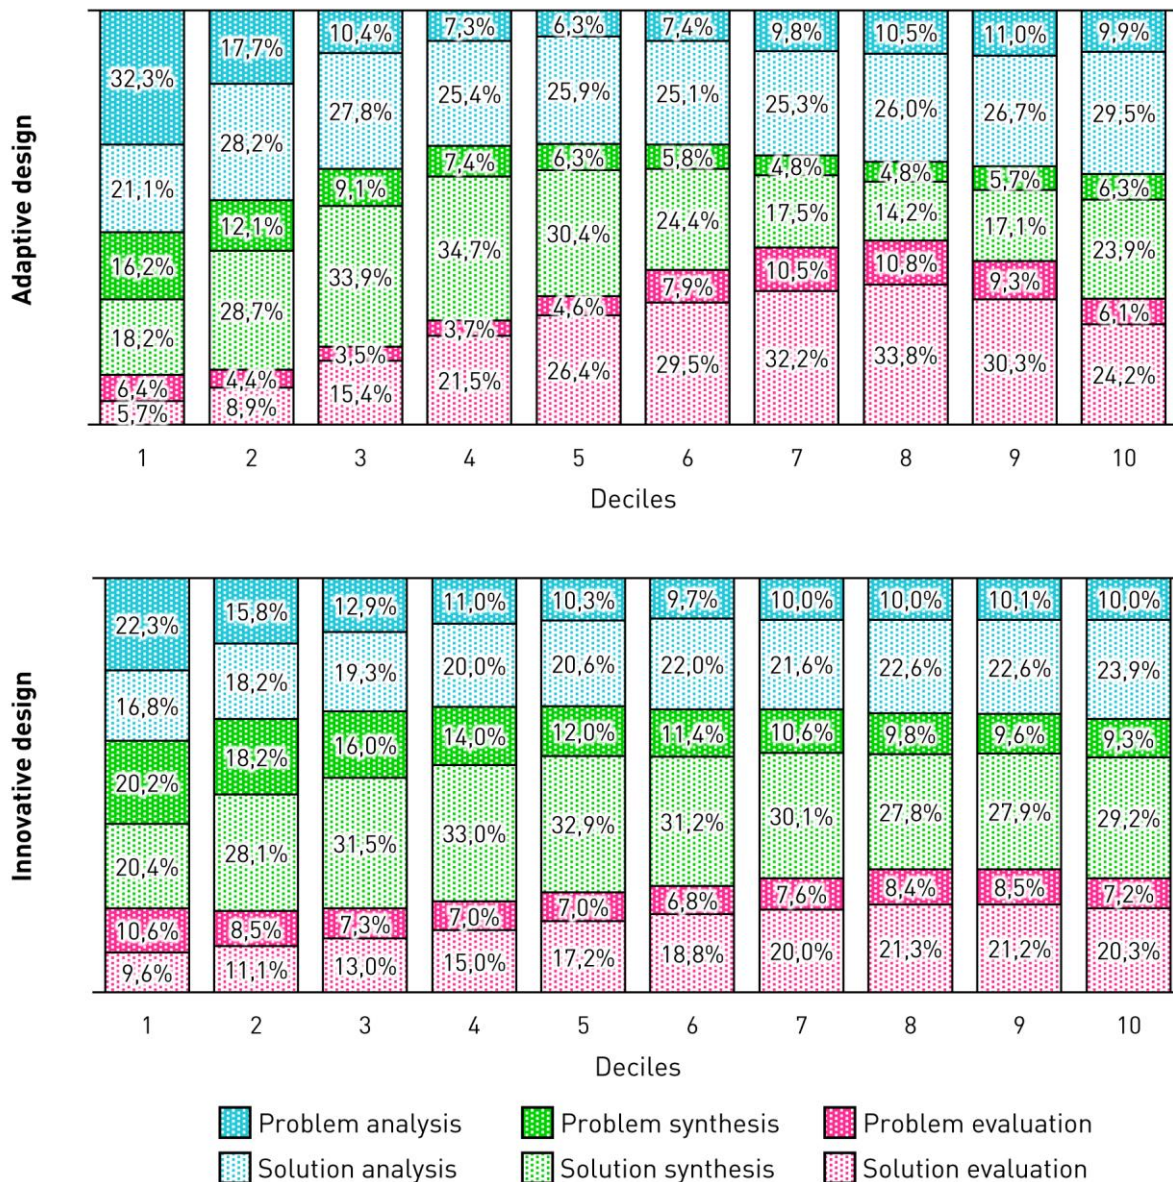 Adaptive design
32,3% 17,7% 10,4% 7,3% 6,3% 7,4% 9,8% 10,5% 11,0% 9,9%
21,1% 28,2% 27,8% 25,4% 25,9% 25,1% 25,3% 26,0% 26,7% 29,5%
16,2% 12,1% 9,1% 7,4% 6,3% 5,8% 4,8% 4,8% 5,7% 6,3%
18,2% 28,7% 33,9% 34,7% 30,4% 24,4% 17,5% 14,2% 17,1% 23,9%
6,4% 4,4% 3,5% 3,7% 4,6% 7,9% 10,5% 10,8% 9,3% 6,1%
5,7% 8,9% 15,4% 21,5% 26,4% 29,5% 32,2% 33,8% 30,3% 24,2%
1 2 3 4 5 6 7 8 9 10
Deciles
Innovative design
22,3% 15,8% 12,9% 11,0% 10,3% 9,7% 10,0% 10,0% 10,1% 10,0%
16,8% 18,2% 19,3% 20,0% 20,6% 22,0% 21,6% 22,6% 22,6% 23,9%
20,2% 18,2% 16,0% 14,0% 12,0% 11,4% 10,6% 9,8% 9,6% 9,3%
20,4% 28,1% 31,5% 33,0% 32,9% 31,2% 30,1% 27,8% 27,9% 29,2%
10,6% 8,5% 7,3% 7,0% 7,0% 6,8% 7,6% 8,4% 8,5% 7,2%
9,6% 11,1% 13,0% 15,0% 17,2% 18,8% 20,0% 21,3% 21,2% 20,3%
1 2 3 4 5 6 7 8 9 10
Deciles
Problem analysis Problem synthesis Problem evaluation
Solution analysis Solution synthesis Solution evaluation